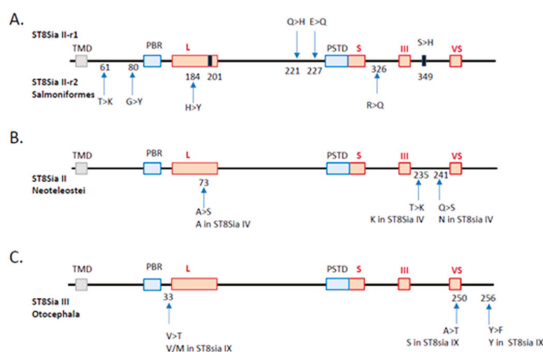 A.
ST8Sia II-r1
Q>H E>Q
S>H
TMD PBR L PSTD S III VS
61 80 184 201 221 227 326 349
ST8Sia II-r2
Salmoniformes
T>K G>Y H>Y R>Q
B.
TMD PBR L PSTD S III VS
ST8Sia II
Neoteleostei
73 235 241
A>S T>K Q>S
A in ST8Sia IV K in ST8Sia IV N in ST8Sia IV
C.
TMD PBR L PSTD S III VS
ST8Sia III
Otocephala
33 250 256
V>T A>T Y>F
V/M in ST8sia IX S in ST8sia IX Y in ST8sia IX